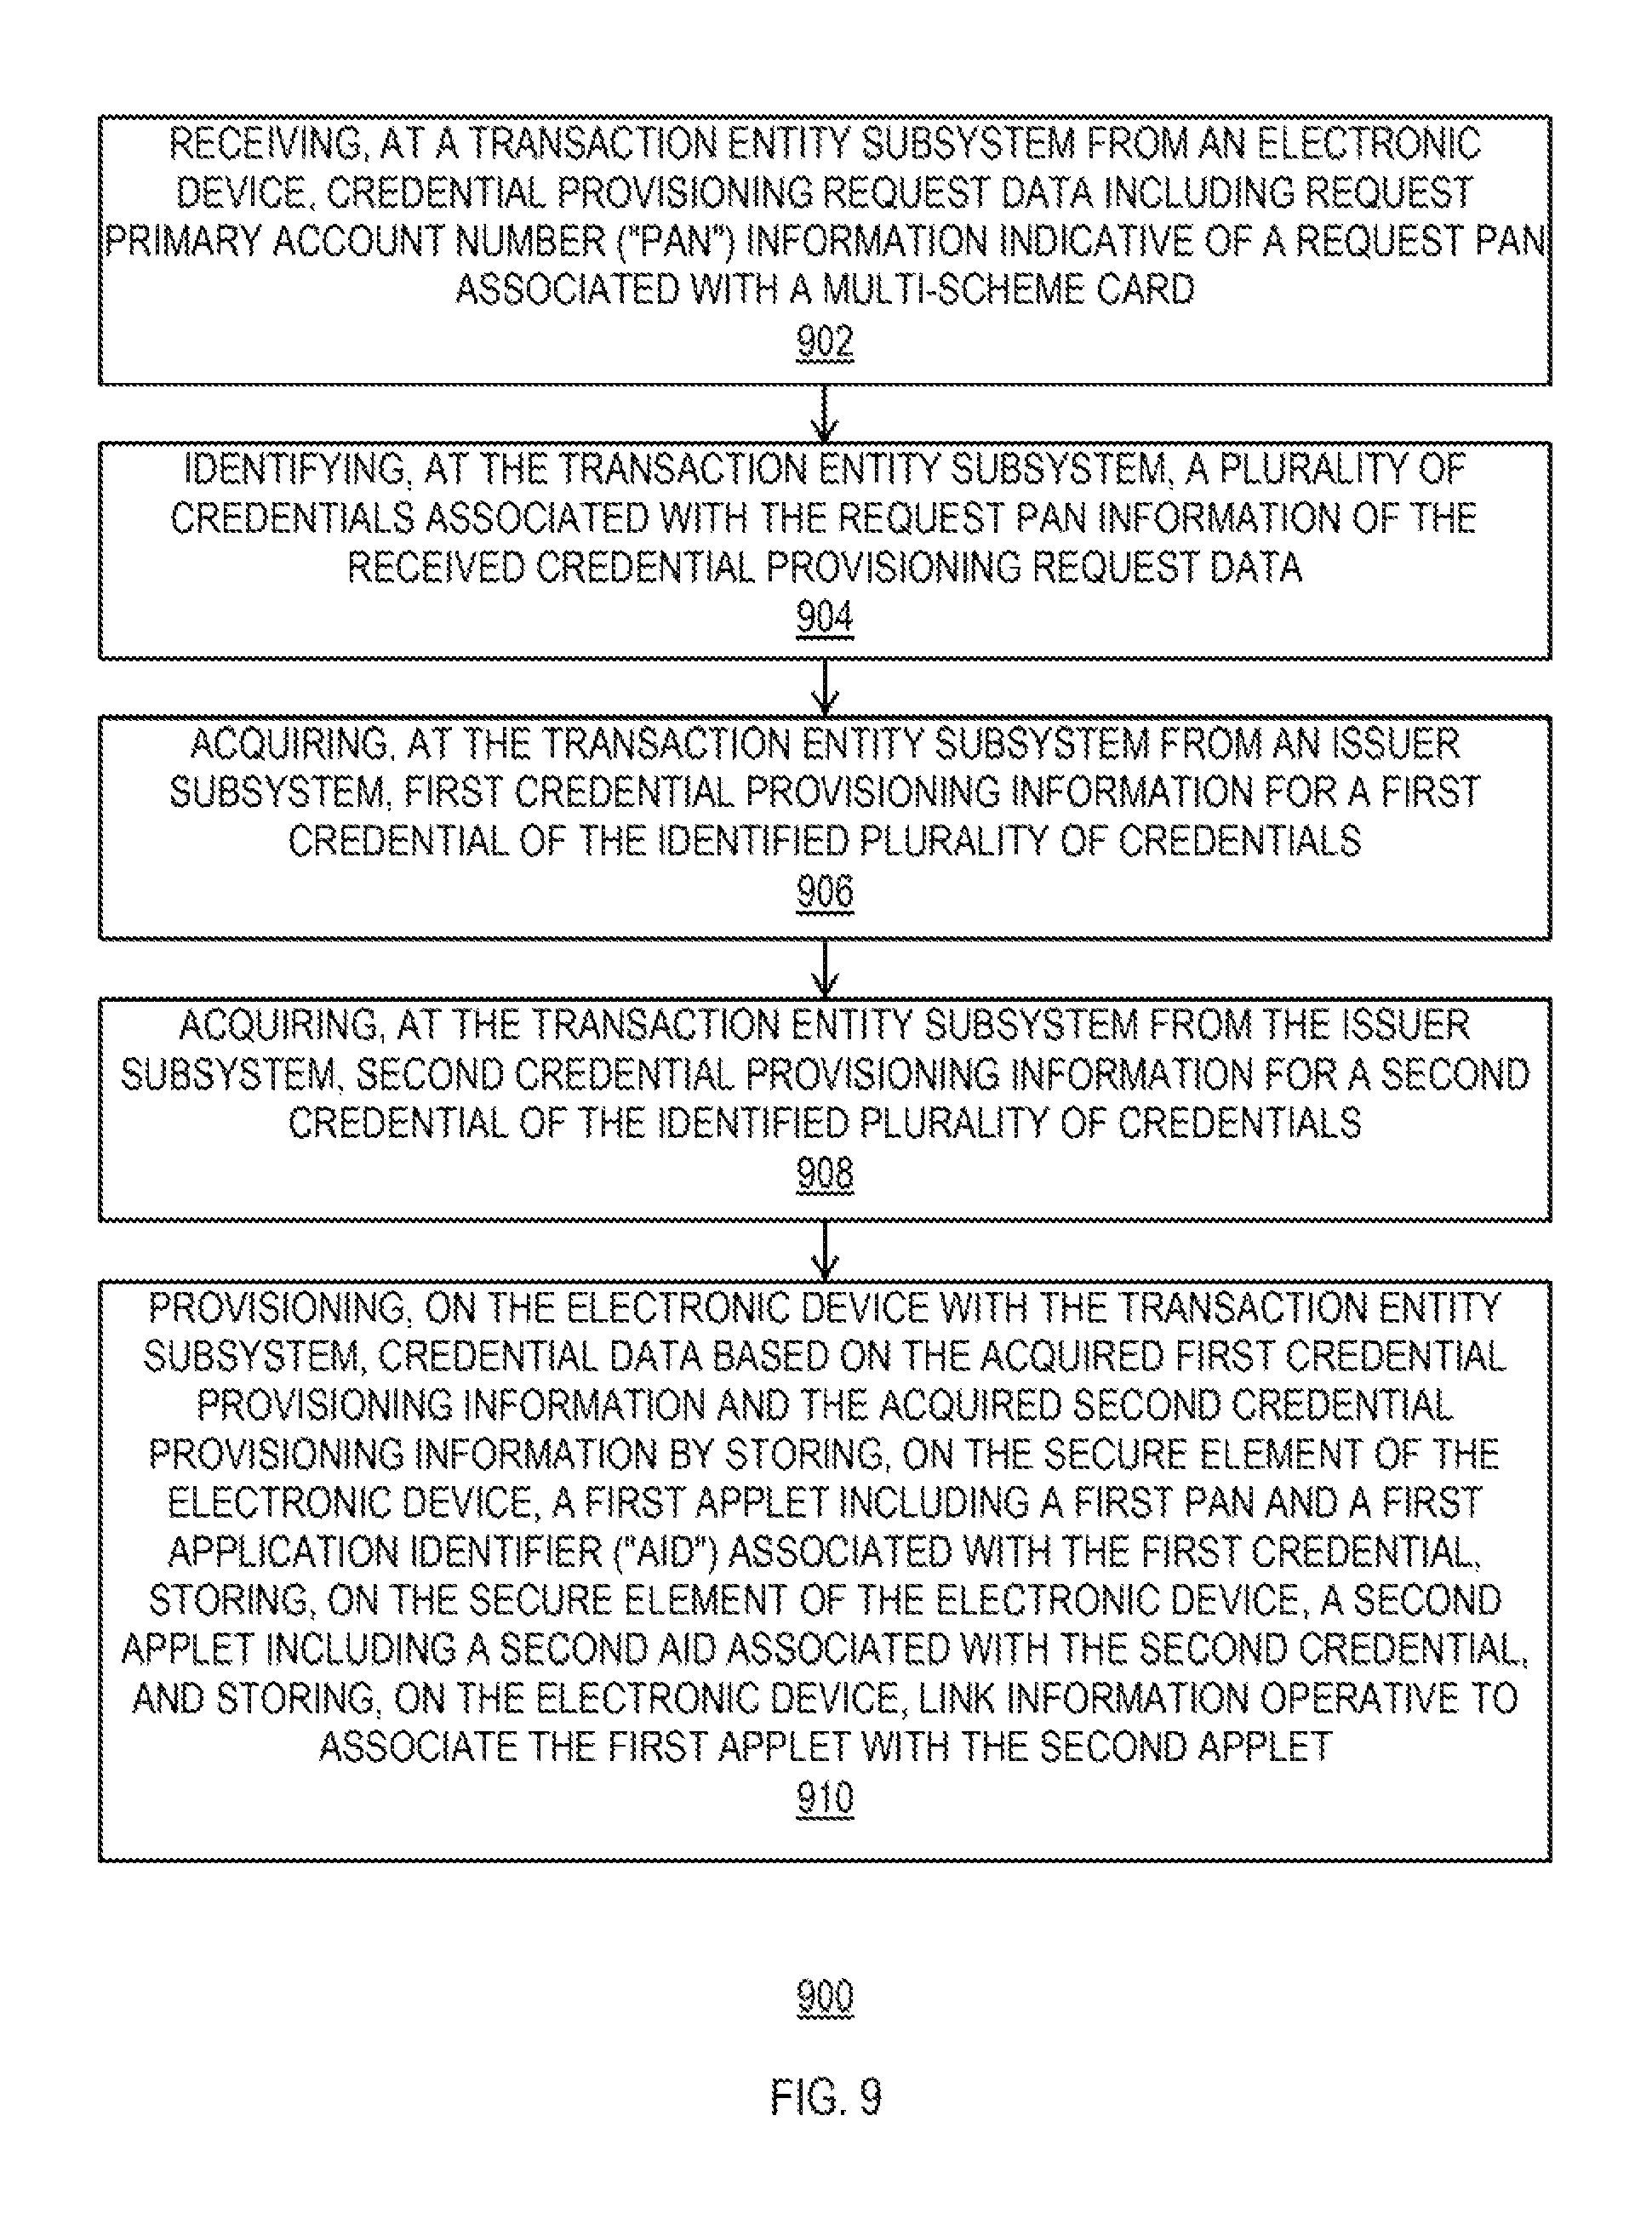 RECEIVING, AT A TRANSACTION ENTITY SUBSYSTEM FROM AN ELECTRONIC
DEVICE, CREDENTIAL PROVISIONING REQUEST DATA INCLUDING REQUEST
PRIMARY ACCOUNT NUMBER ("PAN") INFORMATION INDICATIVE OF A REQUEST PAN
ASSOCIATED WITH A MULTI-SCHEME CARD
902
IDENTIFYING, AT THE TRANSACTION ENTITY SUBSYSTEM, A PLURALITY OF
CREDENTIALS ASSOCIATED WITH THE REQUEST PAN INFORMATION OF THE
RECEIVED CREDENTIAL PROVISIONING REQUEST DATA
904
ACQUIRING, AT THE TRANSACTION ENTITY SUBSYSTEM FROM AN ISSUER
SUBSYSTEM, FIRST CREDENTIAL PROVISIONING INFORMATION FOR A FIRST
CREDENTIAL OF THE IDENTIFIED PLURALITY OF CREDENTIALS
906
ACQUIRING, AT THE TRANSACTION ENTITY SUBSYSTEM FROM THE ISSUER
SUBSYSTEM, SECOND CREDENTIAL PROVISIONING INFORMATION FOR A SECOND
CREDENTIAL OF THE IDENTIFIED PLURALITY OF CREDENTIALS
908
PROVISIONING, ON THE ELECTRONIC DEVICE WITH THE TRANSACTION ENTITY
SUBSYSTEM, CREDENTIAL DATA BASED ON THE ACQUIRED FIRST CREDENTIAL
PROVISIONING INFORMATION AND THE ACQUIRED SECOND CREDENTIAL
PROVISIONING INFORMATION BY STORING, ON THE SECURE ELEMENT OF THE
ELECTRONIC DEVICE, A FIRST APPLET INCLUDING A FIRST PAN AND A FIRST
APPLICATION IDENTIFIER ("AID") ASSOCIATED WITH THE FIRST CREDENTIAL,
STORING, ON THE SECURE ELEMENT OF THE ELECTRONIC DEVICE, A SECOND
APPLET INCLUDING A SECOND AID ASSOCIATED WITH THE SECOND CREDENTIAL,
AND STORING, ON THE ELECTRONIC DEVICE, LINK INFORMATION OPERATIVE TO
ASSOCIATE THE FIRST APPLET WITH THE SECOND APPLET
910
900
FIG. 9